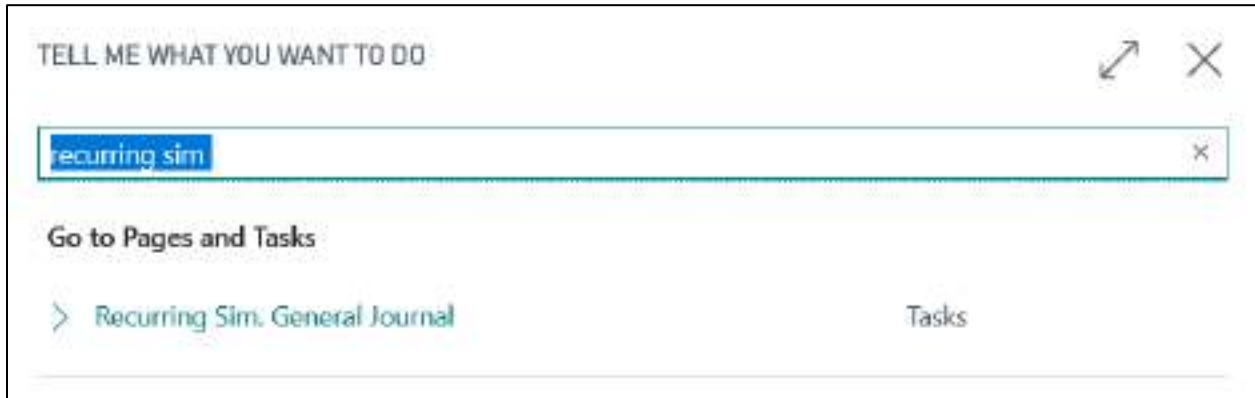 TELL ME WHAT YOU WANT TO DO
recurring sim
Go to Pages and Tasks
Recurring Sim. General Journal Tasks